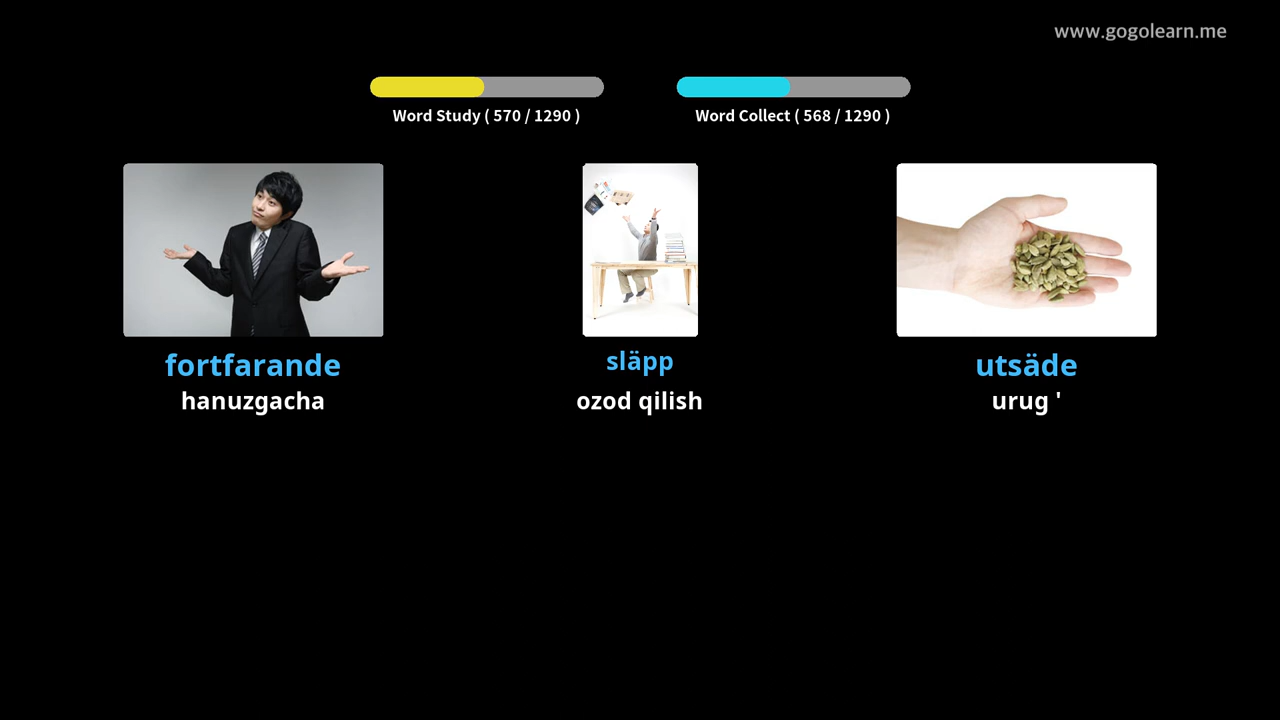 www.gogolearn.me
Word Study ( 570 / 1290 )
Word Collect ( 568 / 1290 )
fortfarande
hanuzgacha
släpp
ozod qilish
utsäde
urug '